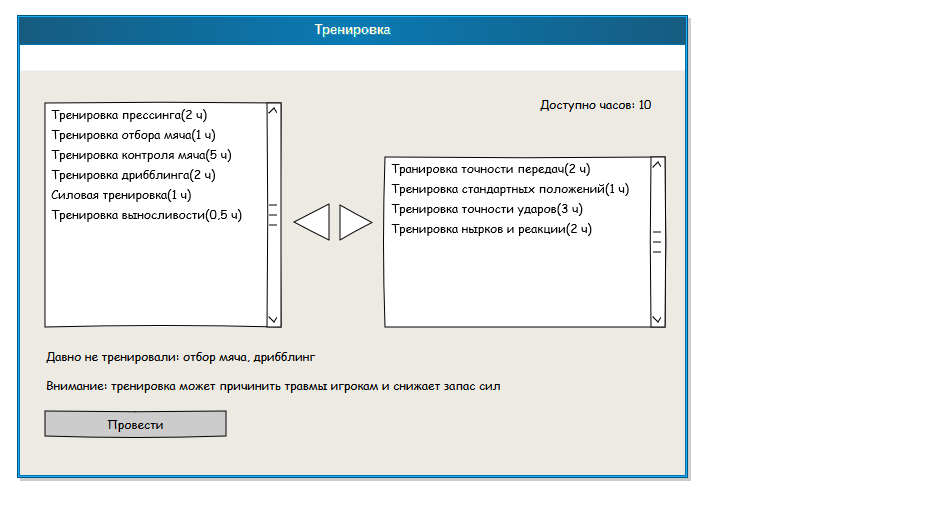 Тренировка
Доступно часов: 10
Тренировка прессинга(2 ч)
Тренировка отбора мяча(1 ч)
Тренировка контроля мяча(5 ч)
Тренировка дрибблинга(2 ч)
Силовая тренировка(1 ч)
Тренировка выносливости(0,5 ч)
Транировка точности передач(2 ч)
Тренировка стандартных положений(1 ч)
Тренировка точности ударов(3 ч)
Тренировка нырков и реакции(2 ч)
Давно не тренировали: отбор мяча, дрибблинг
Внимание: тренировка может причинить травмы игрокам и снижает запас сил
Провести